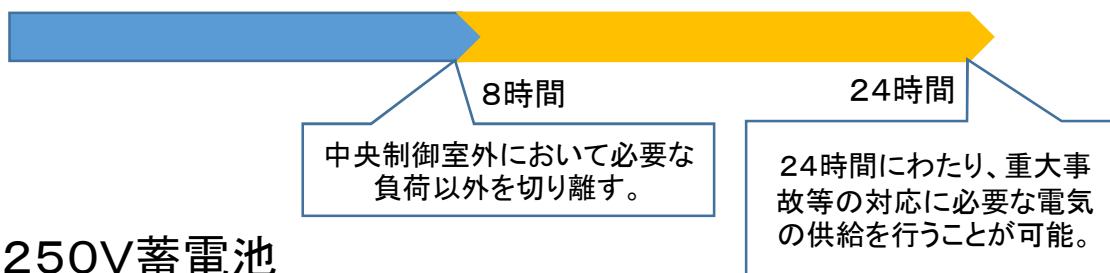 8時間
24時間
中央制御室外において必要な
負荷以外を切り離す。
24時間にわたり、重大事
故等の対応に必要な電気
の供給を行うことが可能。
250V蓄電池